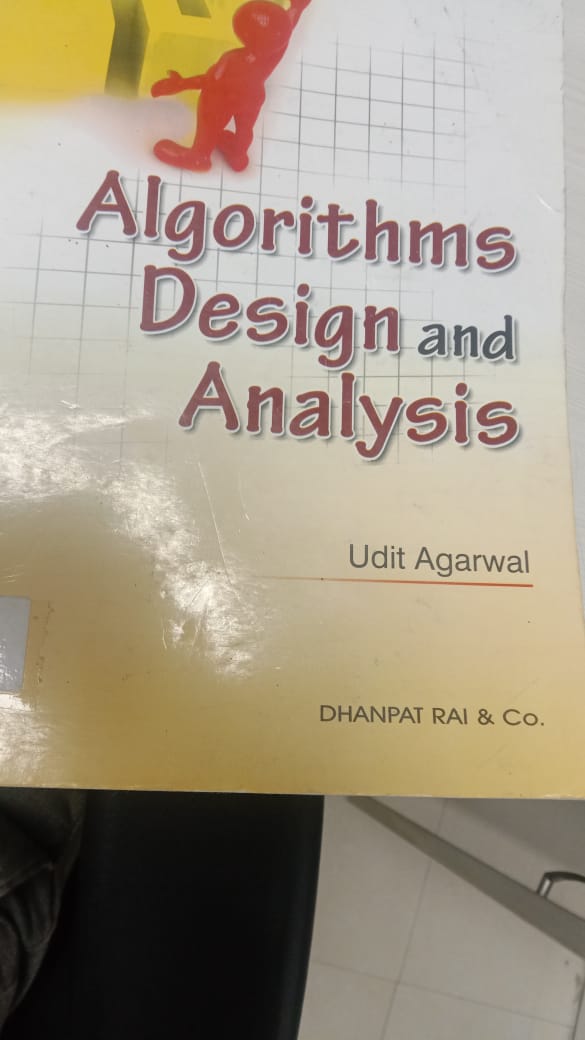 Algorithms
Design and
Analysis
Udit Agarwal
DHANPAT RAI & Co.